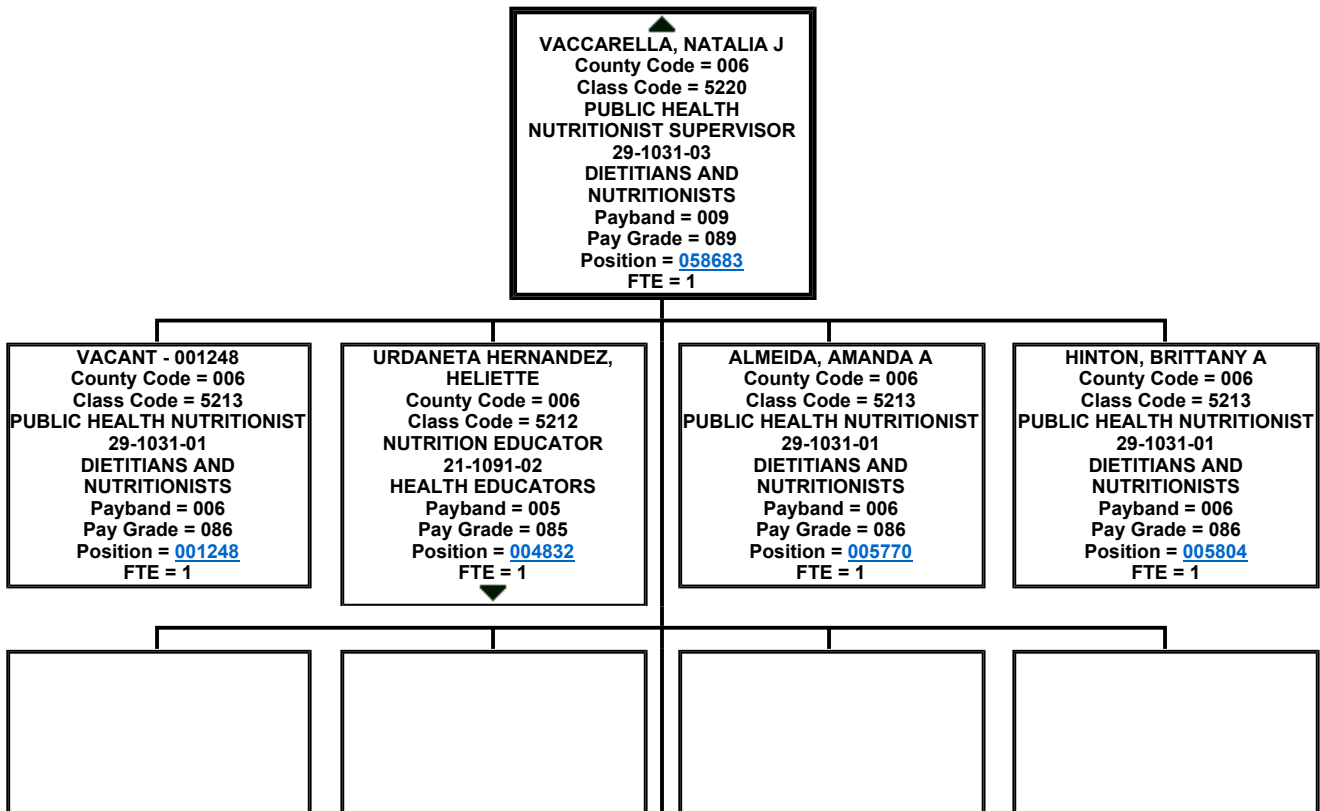 VACCARELLA, NATALIA J
County Code = 006
Class Code = 5220
PUBLIC HEALTH
NUTRITIONIST SUPERVISOR
29-1031-03
DIETITIANS AND
NUTRITIONISTS
Payband = 009
Pay Grade = 089
Position = 058683
FTE = 1
VACANT - 001248
County Code = 006
Class Code = 5213
PUBLIC HEALTH NUTRITIONIST
29-1031-01
DIETITIANS AND
NUTRITIONISTS
Payband = 006
Pay Grade = 086
Position = 001248
FTE = 1
URDANETA HERNANDEZ,
HELIETTE
County Code = 006
Class Code = 5212
NUTRITION EDUCATOR
21-1091-02
HEALTH EDUCATORS
Payband = 005
Pay Grade = 085
Position = 004832
FTE = 1
ALMEIDA, AMANDA A
County Code = 006
Class Code = 5213
PUBLIC HEALTH NUTRITIONIST
29-1031-01
DIETITIANS AND
NUTRITIONISTS
Payband = 006
Pay Grade = 086
Position = 005770
FTE = 1
HINTON, BRITTANY A
County Code = 006
Class Code = 5213
PUBLIC HEALTH NUTRITIONIST
29-1031-01
DIETITIANS AND
NUTRITIONISTS
Payband = 006
Pay Grade = 086
Position = 005804
FTE = 1